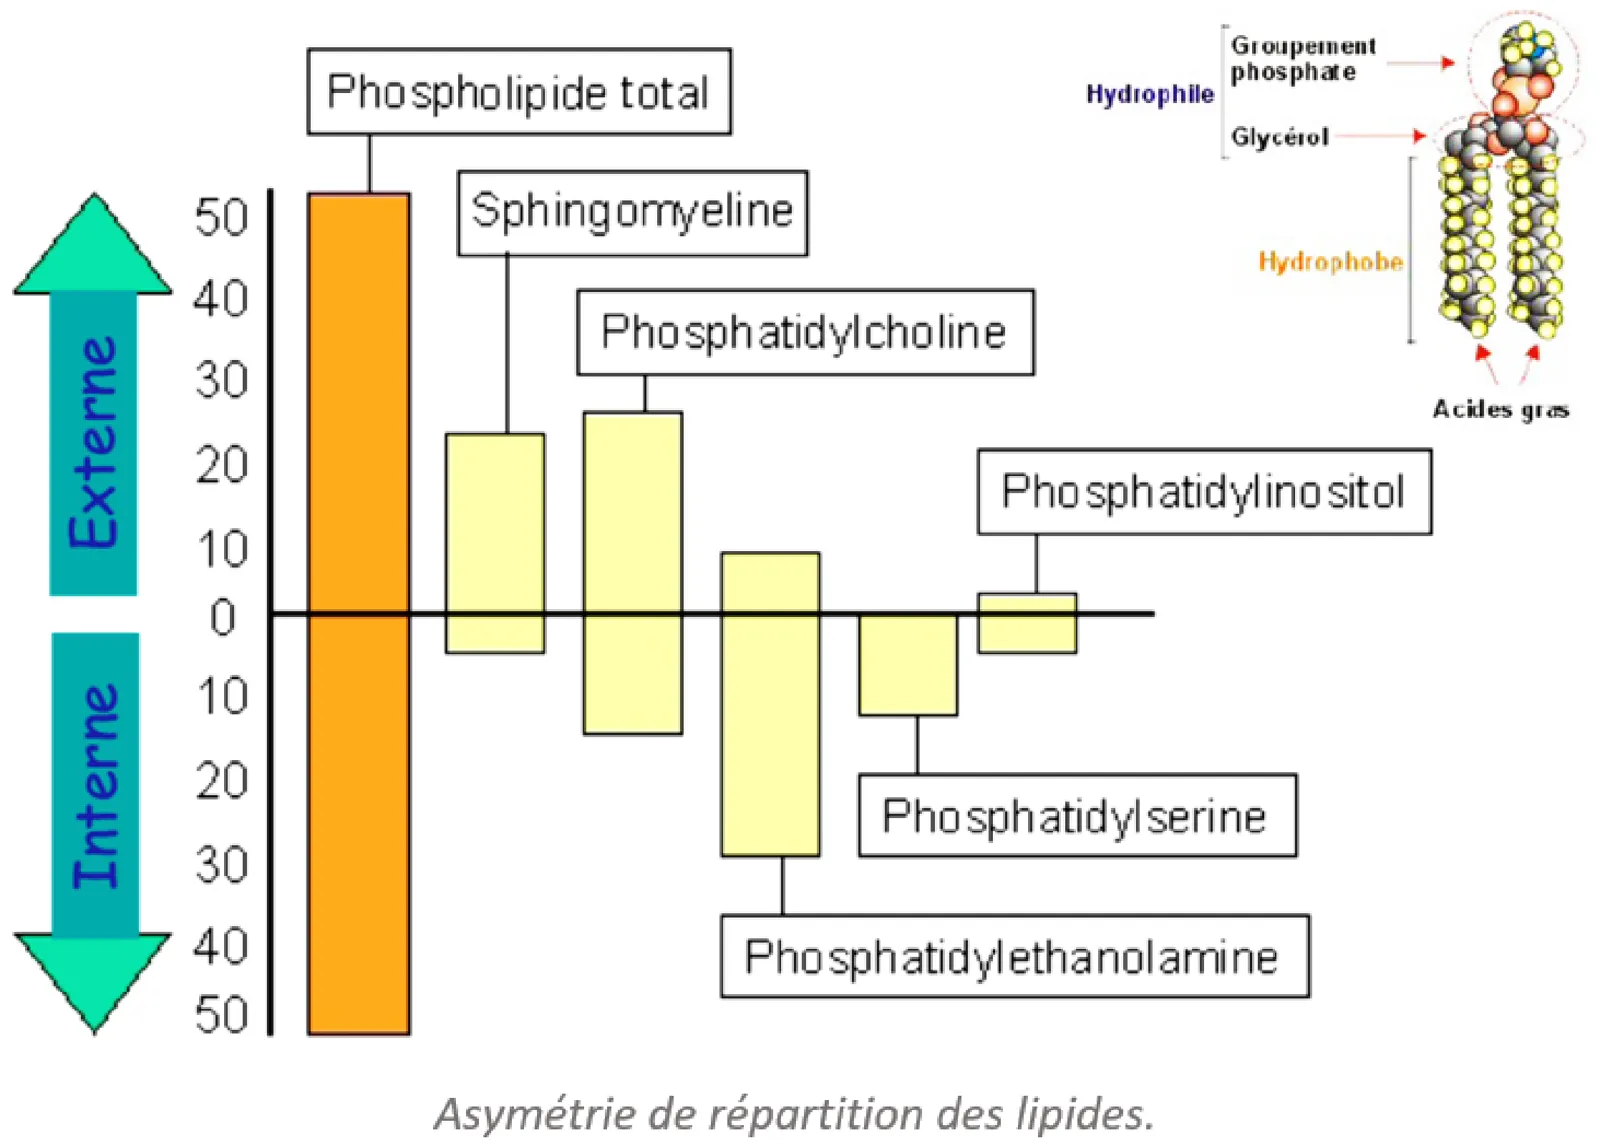 Phospholipide total
Sphingomyeline
Phosphatidylcholine
Phosphatidylinositol
Phosphatidylserine
Phosphatidylethanolamine
50
40
30
20
10
0
10
20
30
40
50
Externe
Interne
Groupement
phosphate
Hydrophile
Glycérol
Hydrophobe
Acides gras
Asymétrie de répartition des lipides.